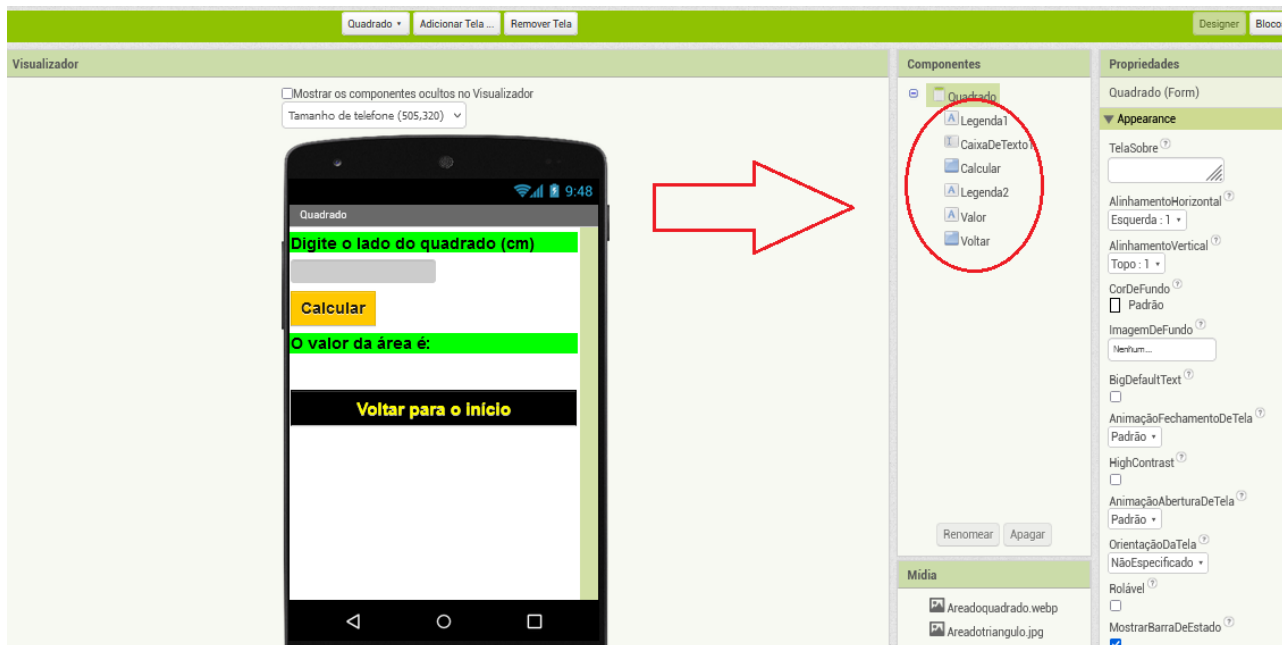 Quadrado
Adicionar Tela ...
Remover Tela
Designer
Bloco
Visualizador
Mostrar os componentes ocultos no Visualizador
Tamanho de telefone (505,320)
9:48
Quadrado
Digite o lado do quadrado (cm)
Calcular
O valor da área é:
Voltar para o início
Componentes
Quadrado
Legenda1
CaixaDeTexto1
Calcular
Legenda2
Valor
Voltar
Renomear
Apagar
Mídia
Areadoquadrado.webp
Areadotriangulo.jpg
Propriedades
Quadrado (Form)
Appearance
TelaSobre
AlinhamentoHorizontal
Esquerda : 1
AlinhamentoVertical
Topo : 1
CorDeFundo
Padrão
ImagemDeFundo
Nenhum...
BigDefaultText
AnimaçãoFechamentoDeTela
Padrão
HighContrast
AnimaçãoAberturaDeTela
Padrão
OrientaçãoDaTela
NãoEspecificado
Rolável
MostrarBarraDeEstado